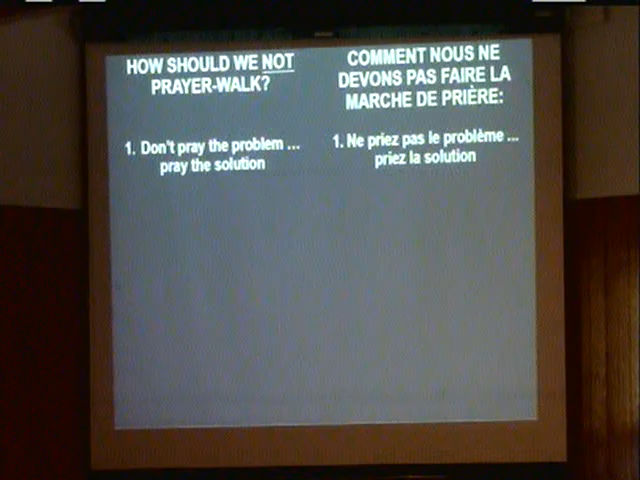 HOW SHOULD WE NOT
PRAYER-WALK?
1. Don't pray the problem ...
pray the solution
COMMENT NOUS NE
DEVONS PAS FAIRE LA
MARCHE DE PRIÈRE:
1. Ne priez pas le problème ...
priez la solution